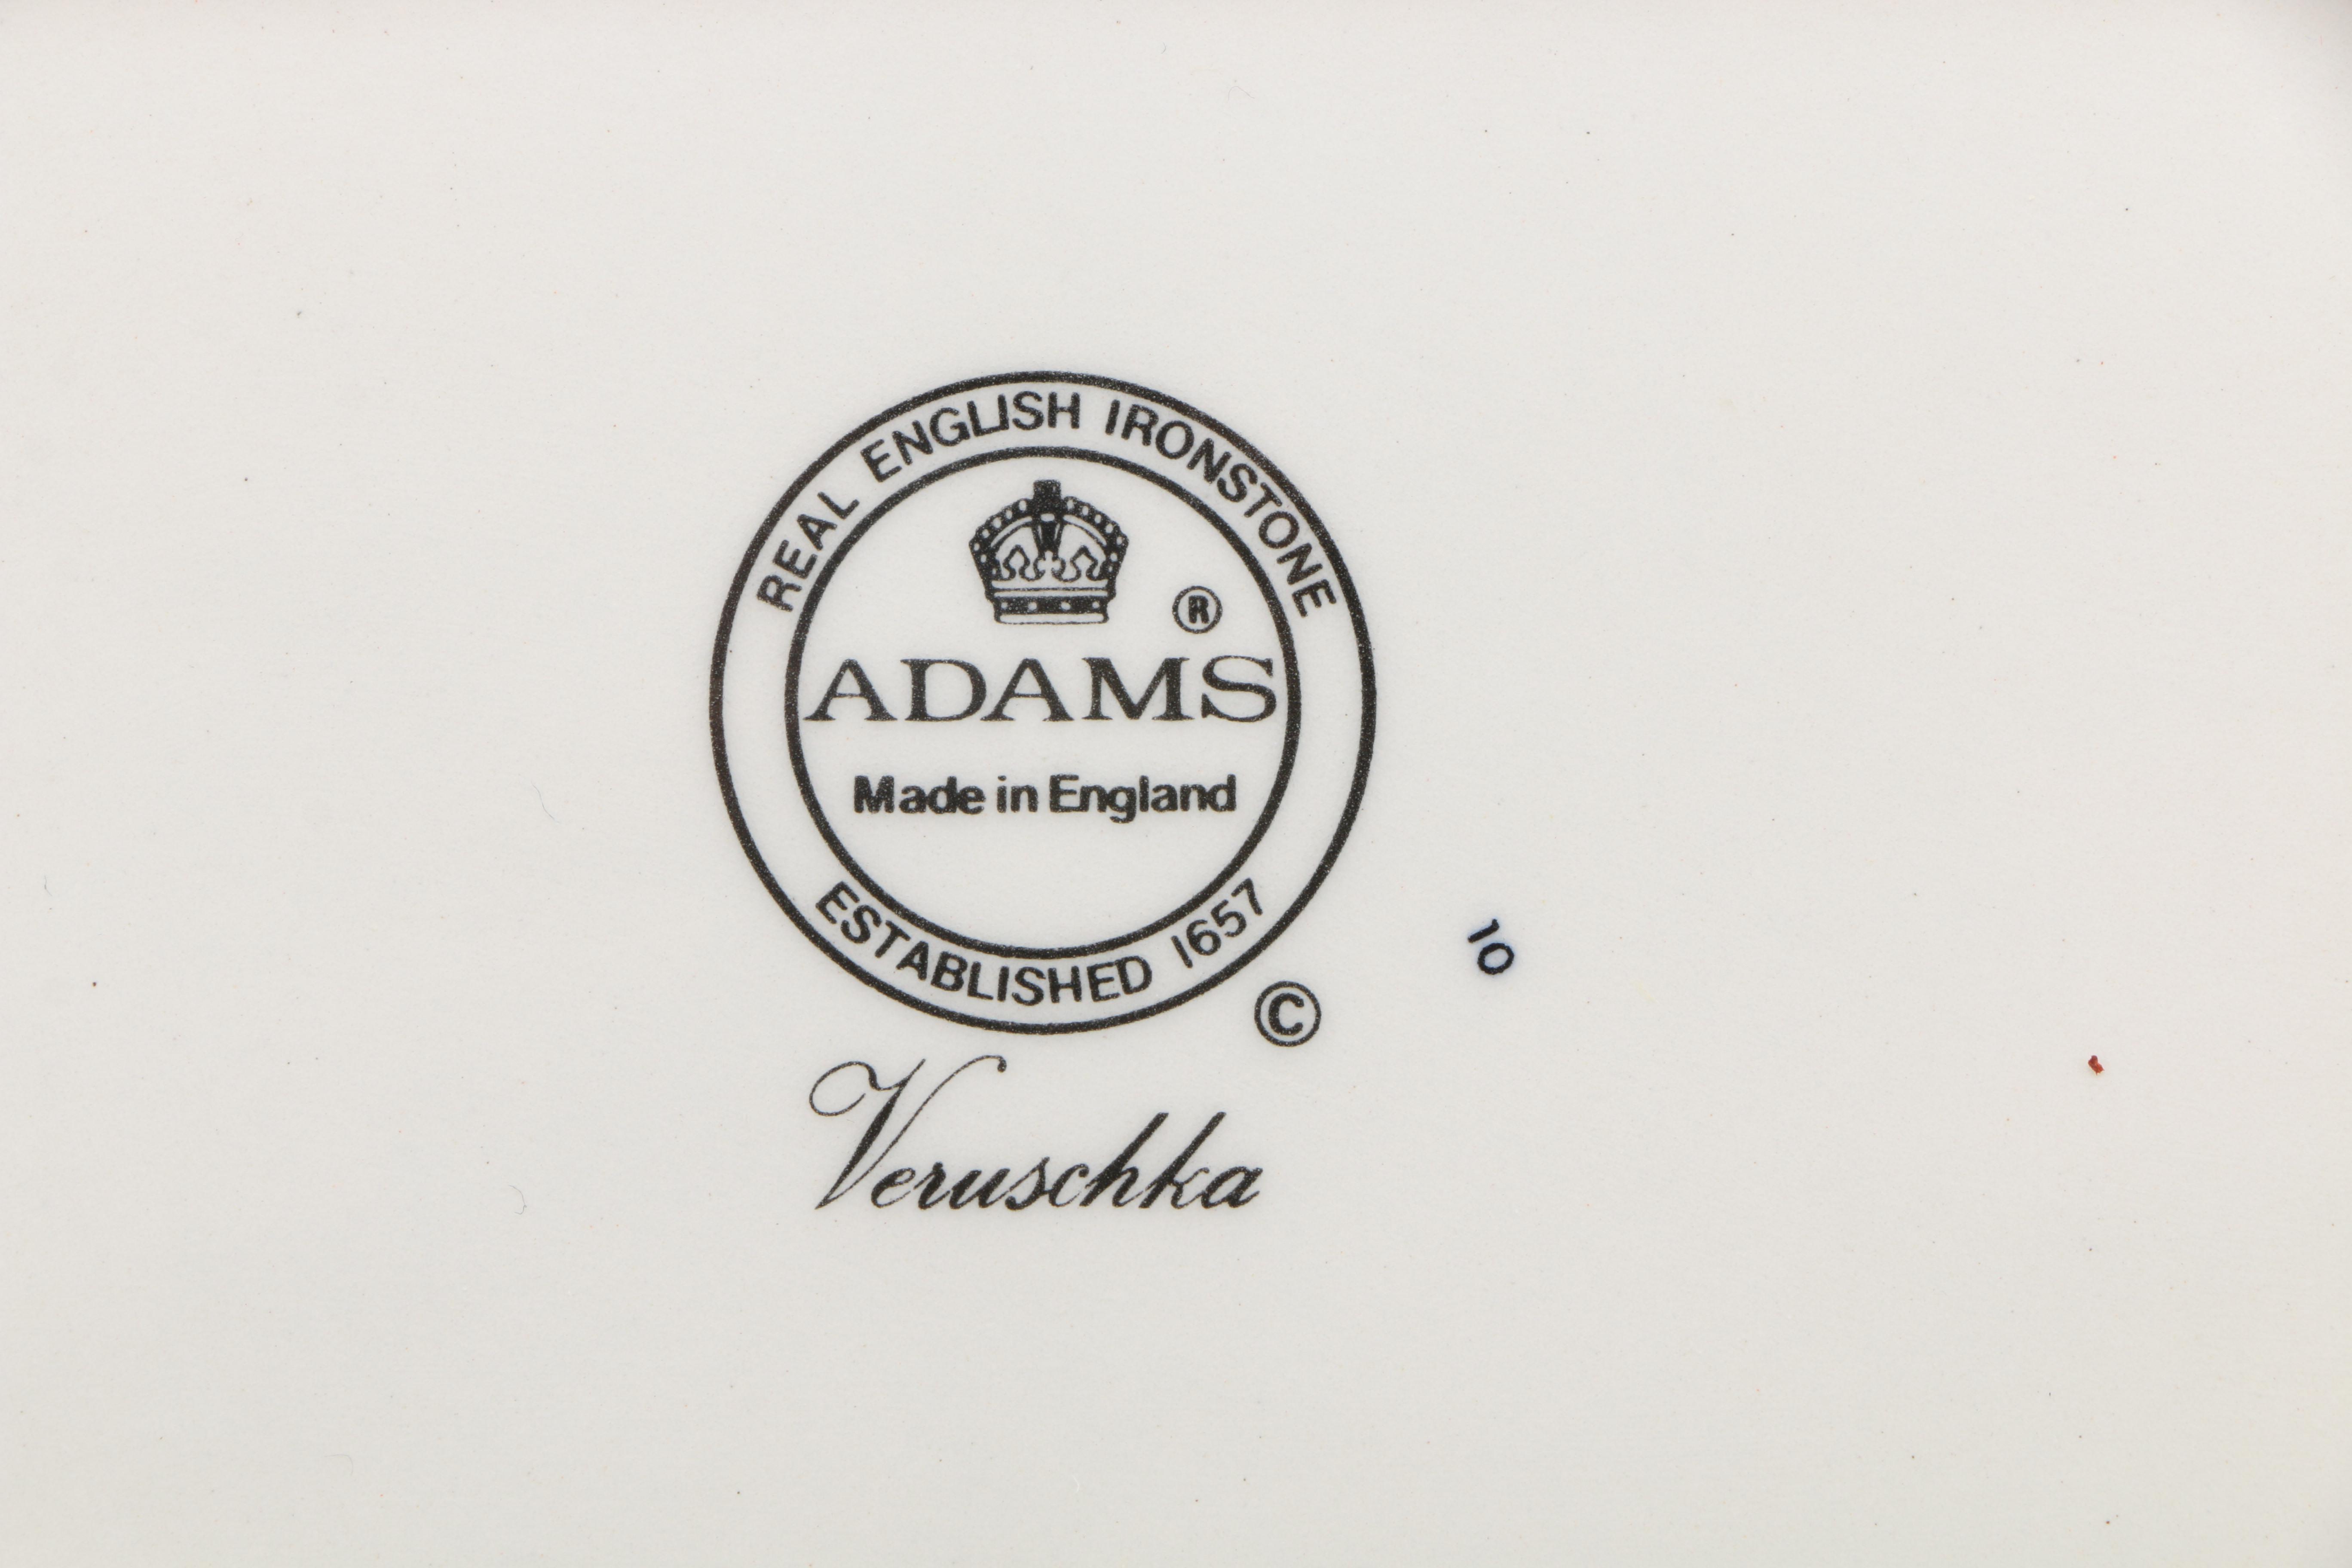 REAL ENGLISH IRONSTONE
®
ADAMS
Made in England
ESTABLISHED 1657
©
10
Veruschka